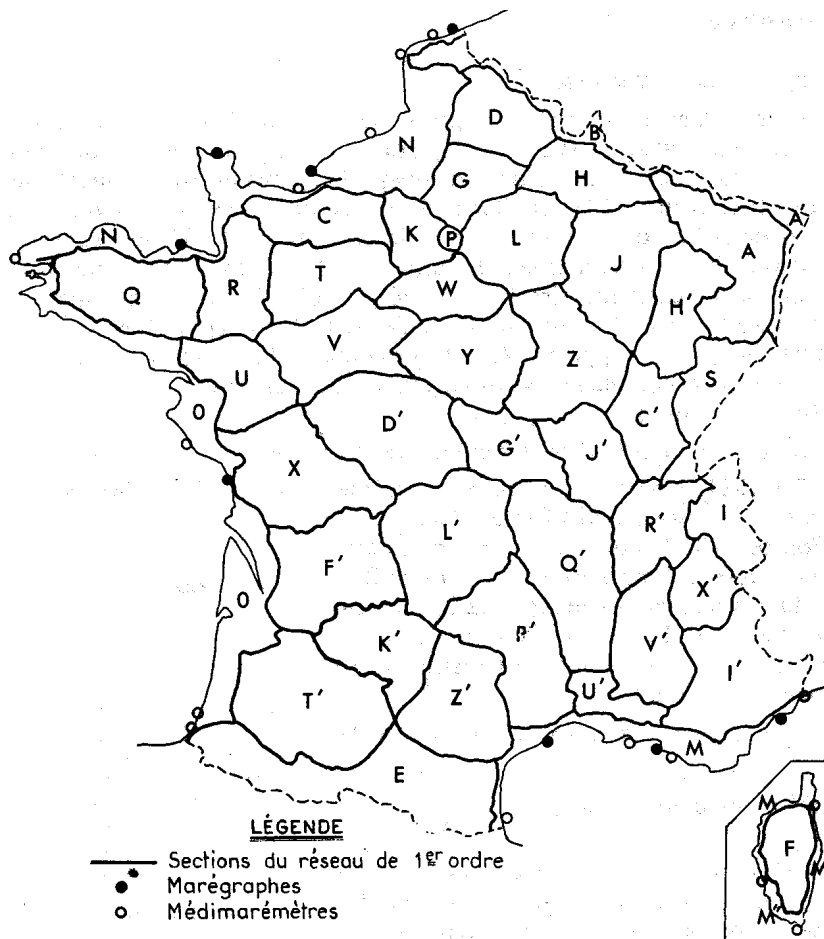 B
D
N
H
G
A
A
C
K
P
L
N
J
R
T
W
Q
H′
V
Y
Z
U
S
O
D′
C′
G′
J′
X
L′
R′
I
F′
Q′
X′
O
K′
P′
V′
I′
T′
Z′
U′
M
E
LÉGENDE
Sections du réseau de 1er ordre
Marégraphes
Médimarémètres
M′
F
M
M″